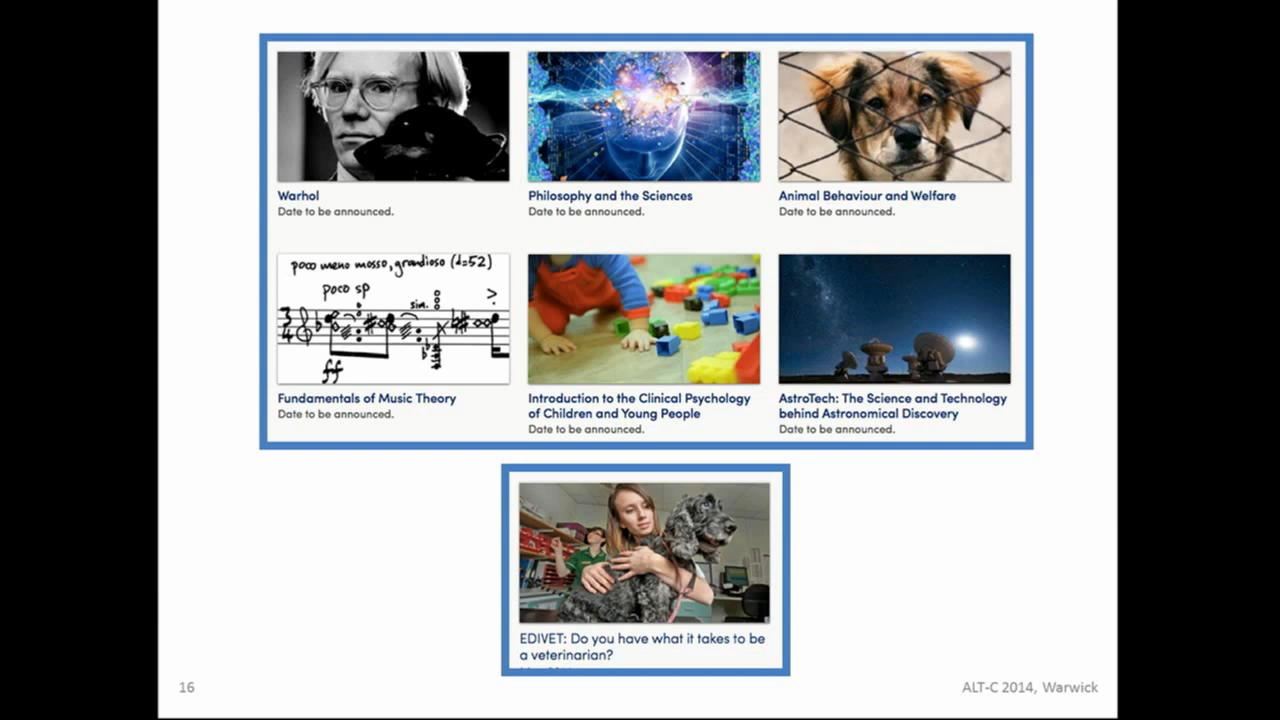 Warhol
Date to be announced.
Philosophy and the Sciences
Date to be announced.
Animal Behaviour and Welfare
Date to be announced.
poco meno mosso, grandioso (♩=52)
poco sp
sim.
3
4
ff
Fundamentals of Music Theory
Date to be announced.
Introduction to the Clinical Psychology
of Children and Young People
Date to be announced.
AstroTech: The Science and Technology
behind Astronomical Discovery
Date to be announced.
EDIVET: Do you have what it takes to be
a veterinarian?
16
ALT-C 2014, Warwick